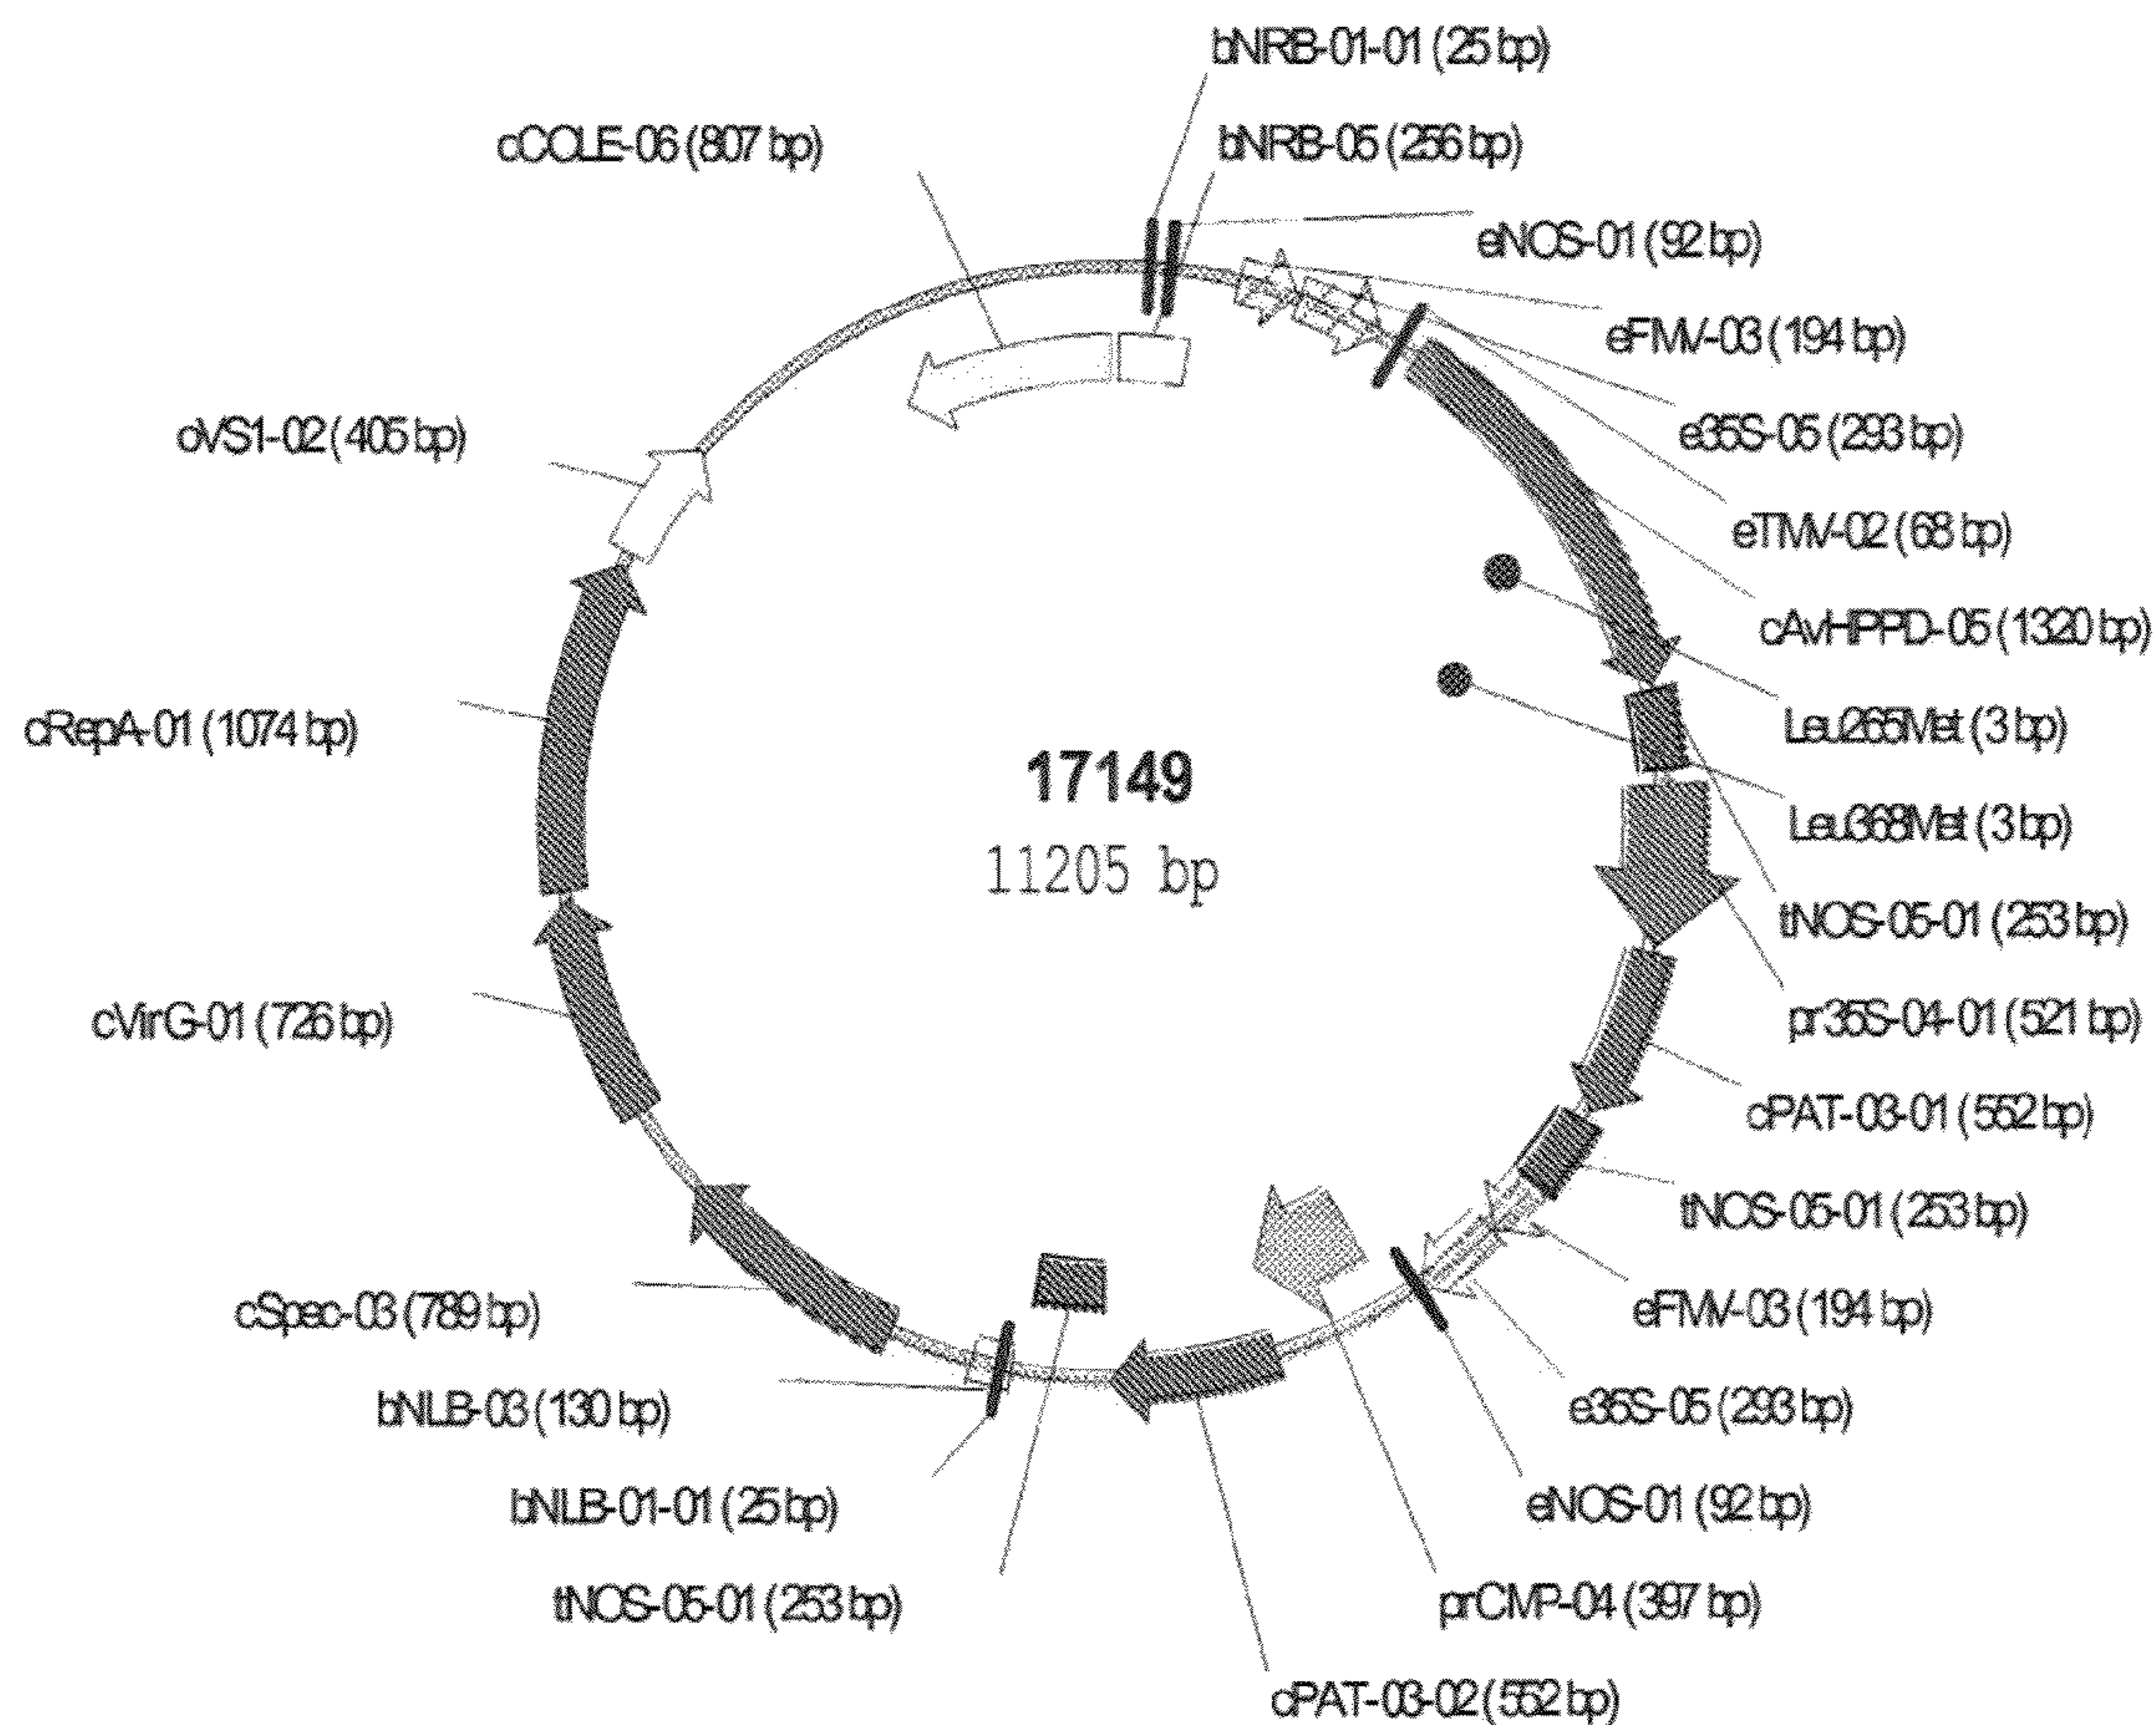 bNRB-01-01 (25 bp)
bNRB-05 (256 bp)
eNOS-01 (92 bp)
eFMV-03 (194 bp)
e35S-05 (293 bp)
eTMV-02 (68 bp)
cAvHPPD-05 (1320 bp)
Leu265Met (3 bp)
Leu368Met (3 bp)
tNOS-05-01 (253 bp)
pr35S-04-01 (521 bp)
cPAT-03-01 (552 bp)
tNOS-05-01 (253 bp)
eFMV-03 (194 bp)
e35S-05 (293 bp)
eNOS-01 (92 bp)
prCMP-04 (397 bp)
cPAT-03-02 (552 bp)
tNOS-05-01 (253 bp)
bNLB-01-01 (25 bp)
bNLB-03 (130 bp)
cSpec-03 (789 bp)
cVirG-01 (726 bp)
cRepA-01 (1074 bp)
oVS1-02 (405 bp)
oCOLE-06 (807 bp)
17149
11205 bp